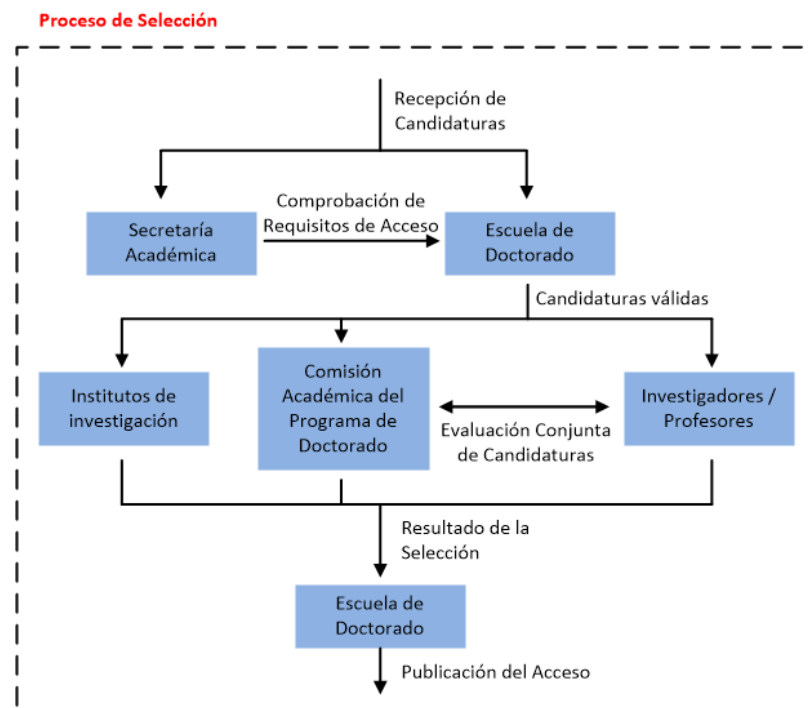 Proceso de Selección
Recepción de
Candidaturas
Secretaría
Académica
Comprobación de
Requisitos de Acceso
Escuela de
Doctorado
Candidaturas válidas
Institutos de
investigación
Comisión
Académica del
Programa de
Doctorado
Evaluación Conjunta
de Candidaturas
Investigadores /
Profesores
Resultado de la
Selección
Escuela de
Doctorado
Publicación del Acceso